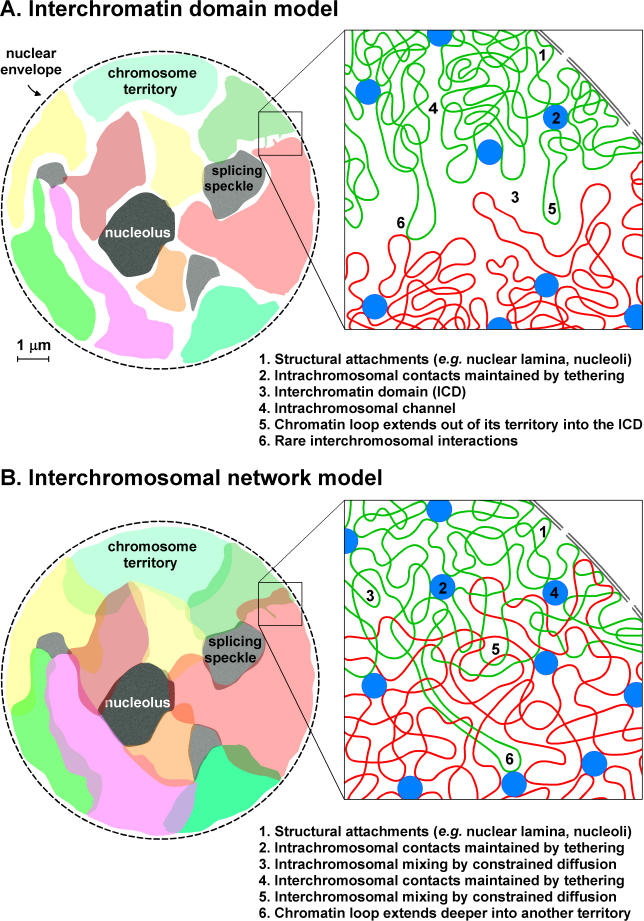 A. Interchromatin domain model
nuclear
envelope
chromosome
territory
splicing
speckle
nucleolus
1 μm
1
2
4
3
5
6
1. Structural attachments (e.g. nuclear lamina, nucleoli)
2. Intrachromosomal contacts maintained by tethering
3. Interchromatin domain (ICD)
4. Intrachromosomal channel
5. Chromatin loop extends out of its territory into the ICD
6. Rare interchromosomal interactions
B. Interchromosomal network model
chromosome
territory
splicing
speckle
nucleolus
1
2
3
4
5
6
1. Structural attachments (e.g. nuclear lamina, nucleoli)
2. Intrachromosomal contacts maintained by tethering
3. Intrachromosomal mixing by constrained diffusion
4. Interchromosomal contacts maintained by tethering
5. Interchromosomal mixing by constrained diffusion
6. Chromatin loop extends deeper into another territory